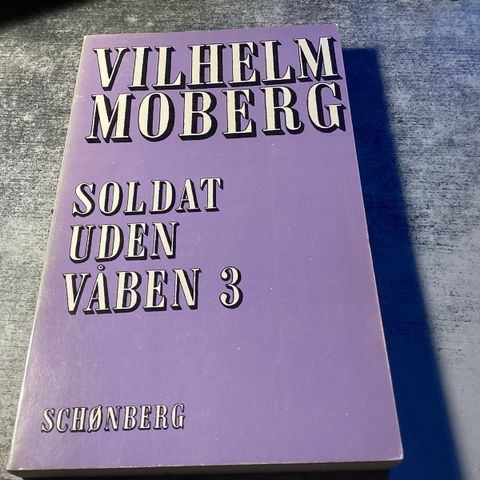 VILHELM
MOBERG
SOLDAT
UDEN
VÅBEN 3
SCHØNBERG